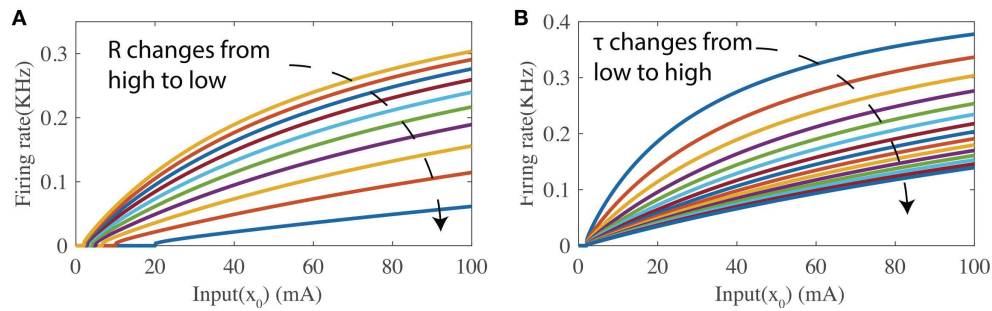 A
R changes from
high to low
Firing rate(KHz)
0.3
0.2
0.1
0
0 20 40 60 80 100
Input(x₀) (mA)
B
τ changes from
low to high
Firing rate(KHz)
0.4
0.3
0.2
0.1
0
0 20 40 60 80 100
Input(x₀) (mA)